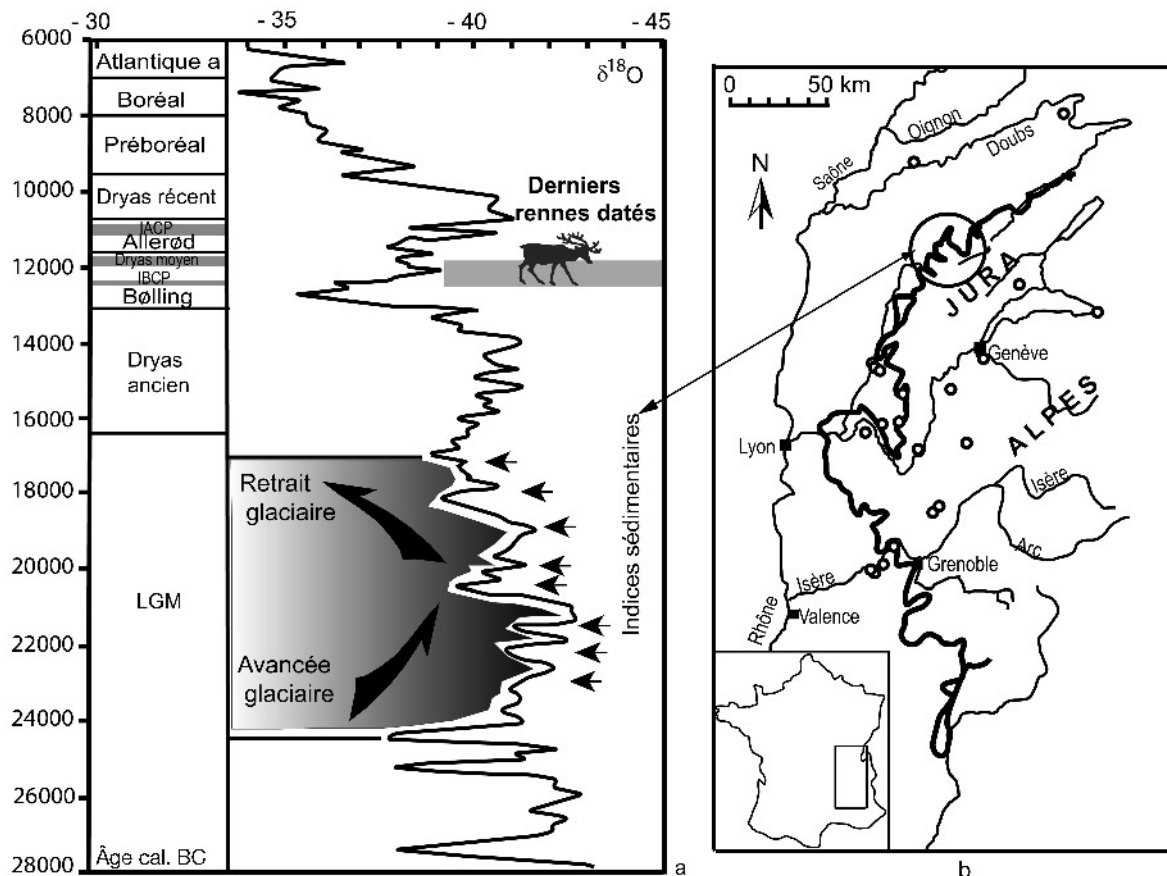 - 30
- 35
- 40
- 45
6000
8000
10000
12000
14000
16000
18000
20000
22000
24000
26000
28000
Atlantique a
Boréal
Préboréal
Dryas récent
IACP
Allerød
Dryas moyen
IBCP
Bølling
Dryas
ancien
LGM
Âge cal. BC
δ18O
Derniers
rennes datés
Retrait
glaciaire
Avancée
glaciaire
Indices sédimentaires
a
0 50 km
N
Saône
Oignon
Doubs
JURA
Genève
ALPES
Lyon
Isère
Arc
Grenoble
Isère
Rhône
Valence
b